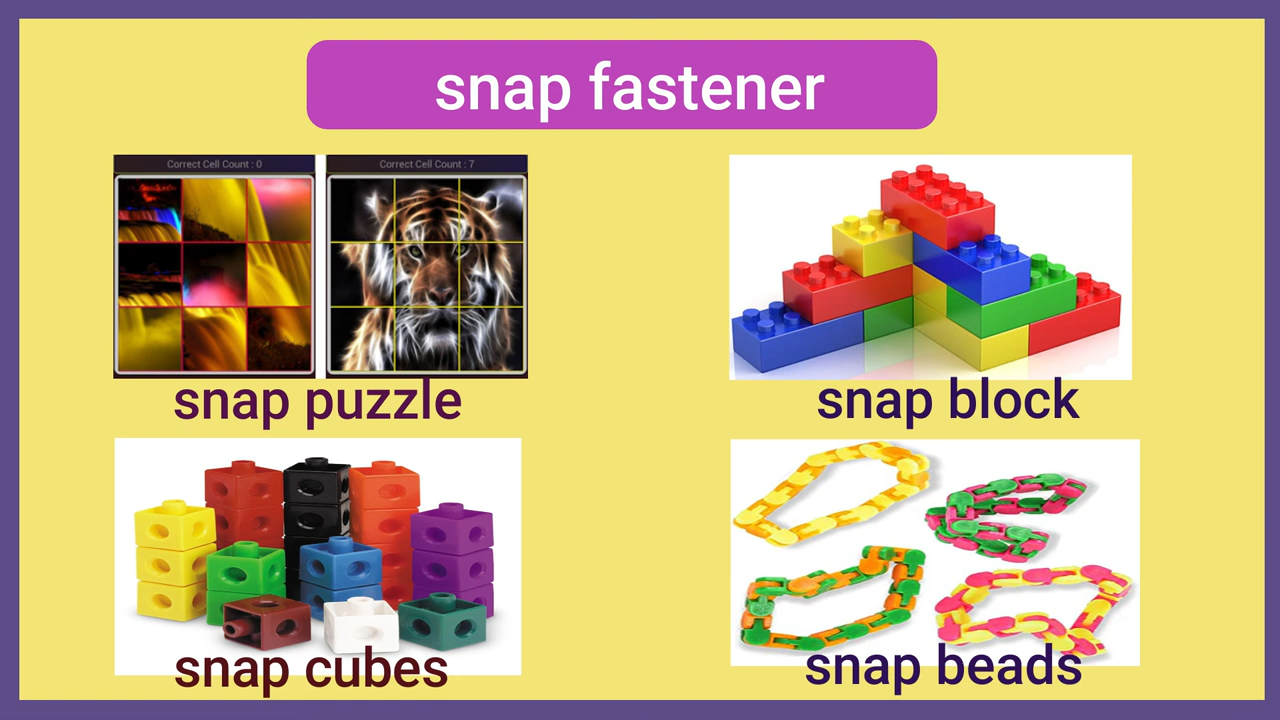 snap fastener
Correct Cell Count : 0
Correct Cell Count : 7
snap puzzle
snap block
snap cubes
snap beads